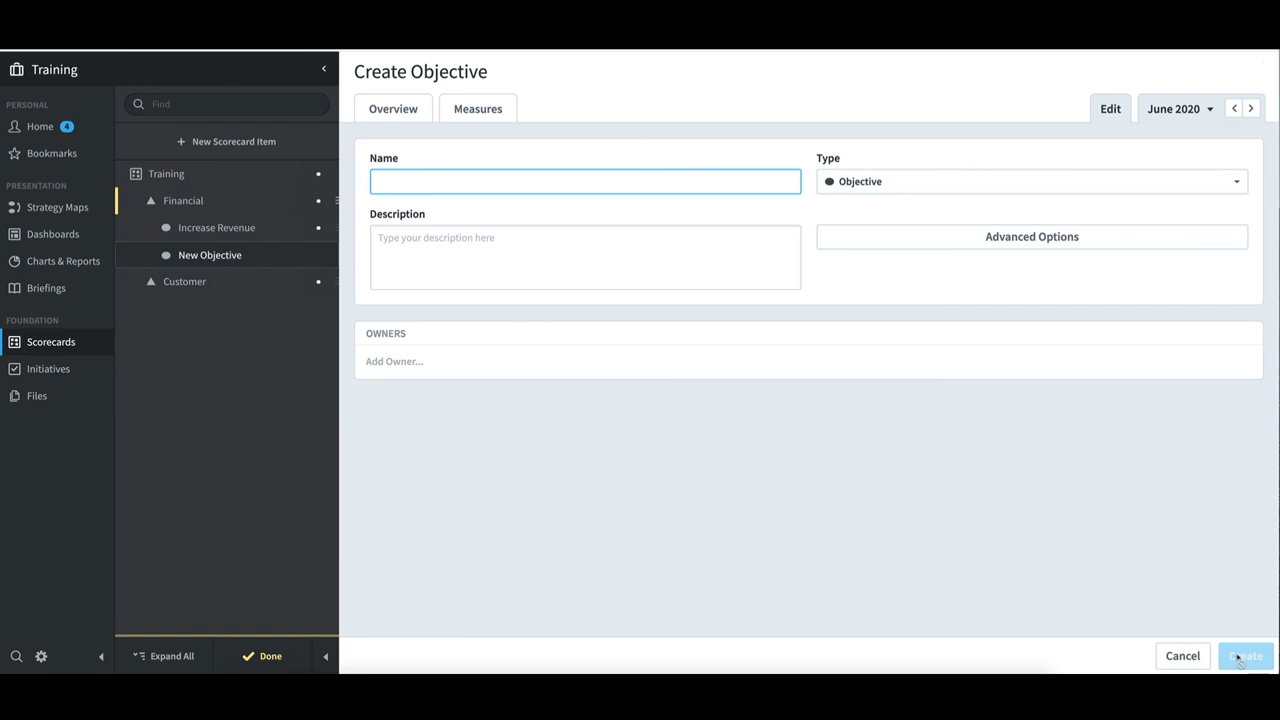 Training
PERSONAL
Home 4
Bookmarks
PRESENTATION
Strategy Maps
Dashboards
Charts & Reports
Briefings
FOUNDATION
Scorecards
Initiatives
Files
Find
+ New Scorecard Item
Training
Financial
Increase Revenue
New Objective
Customer
Expand All
Done
Create Objective
Overview
Measures
Edit
June 2020
Name
Type
Objective
Description
Type your description here
Advanced Options
OWNERS
Add Owner...
Cancel
Create